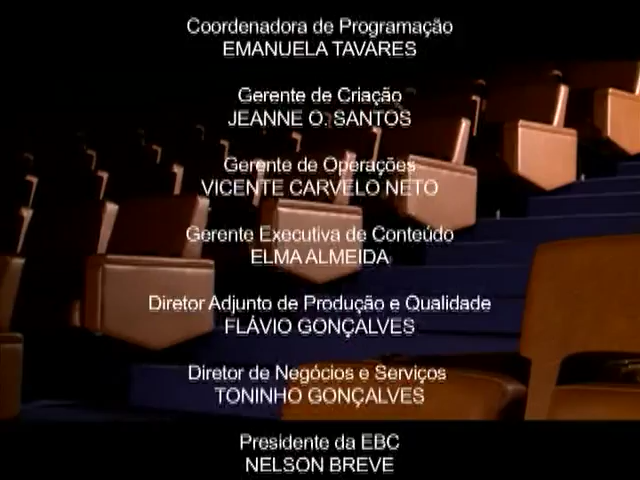 Coordenadora de Programação
EMANUELA TAVARES
Gerente de Criação
JEANNE O. SANTOS
Gerente de Operações
VICENTE CARVELO NETO
Gerente Executiva de Conteúdo
ELMA ALMEIDA
Diretor Adjunto de Produção e Qualidade
FLÁVIO GONÇALVES
Diretor de Negócios e Serviços
TONINHO GONÇALVES
Presidente da EBC
NELSON BREVE